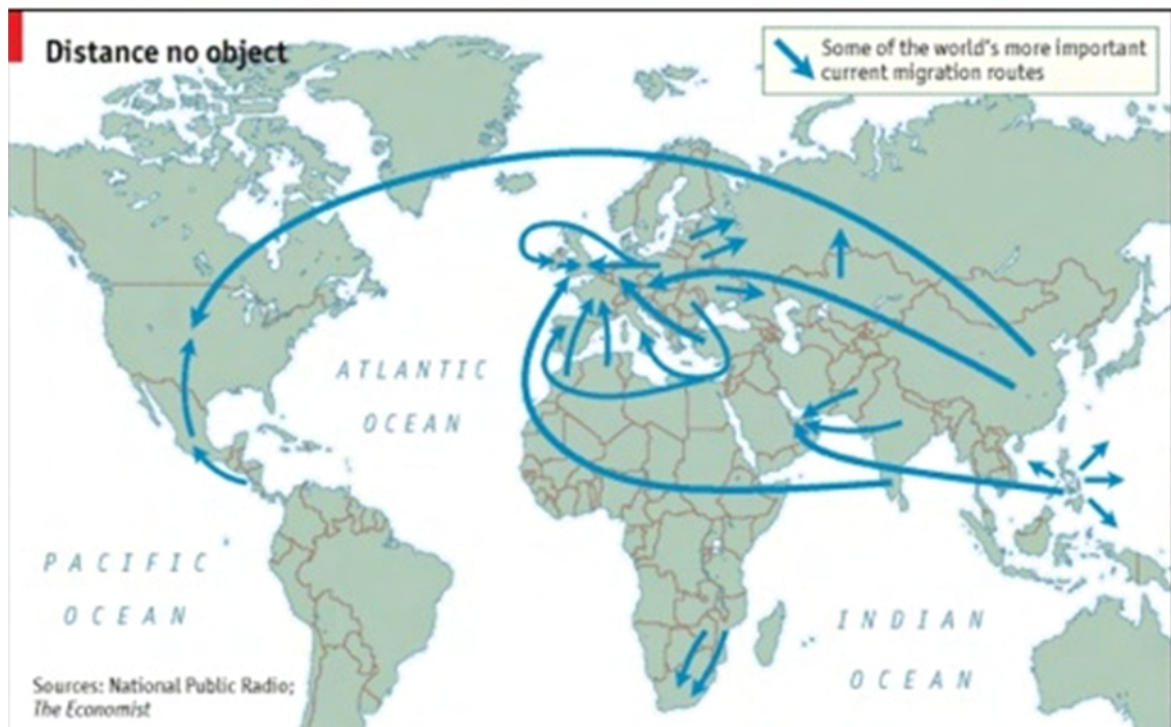 Distance no object
Some of the world's more important
current migration routes
ATLANTIC
OCEAN
PACIFIC
OCEAN
INDIAN
OCEAN
Sources: National Public Radio;
The Economist